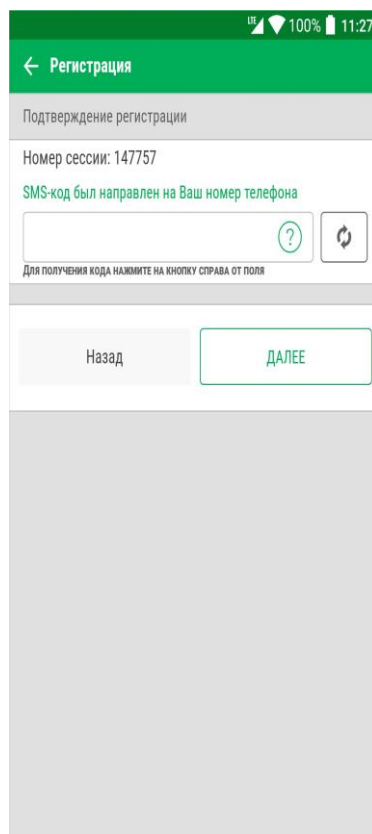 LTE 100% 11:27
Регистрация
Подтверждение регистрации
Номер сессии: 147757
SMS-код был направлен на Ваш номер телефона
?
Для получения кода нажмите на кнопку справа от поля
Назад ДАЛЕЕ